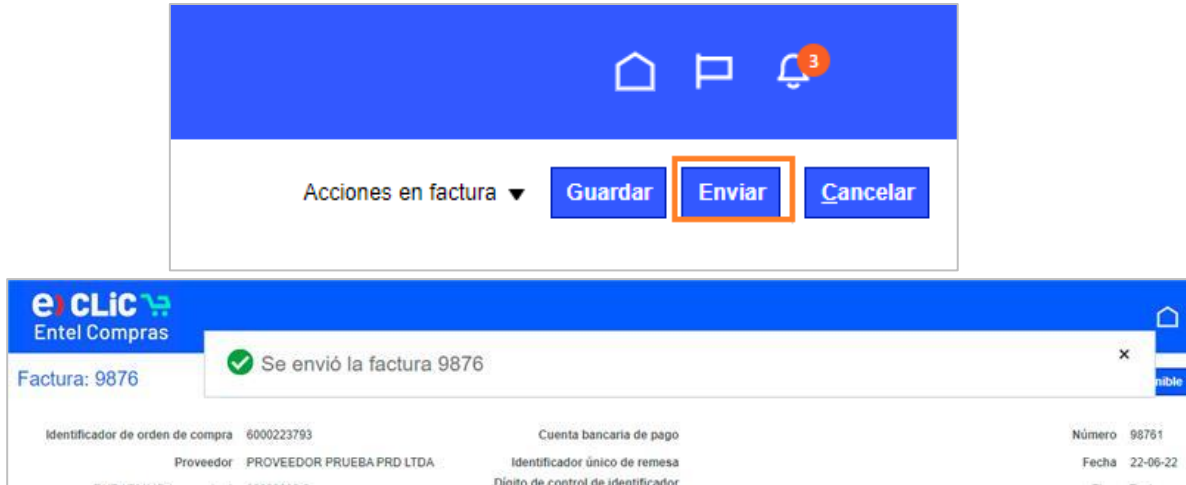 3
Acciones en factura ▼ Guardar Enviar Cancelar
e) CLiC
Entel Compras
Se envió la factura 9876 ×
Factura: 9876
nible
Identificador de orden de compra 6000223793 Cuenta bancaria de pago Número 98761
Proveedor PROVEEDOR PRUEBA PRD LTDA Identificador único de remesa Fecha 22-06-22
Dígito de control de identificador